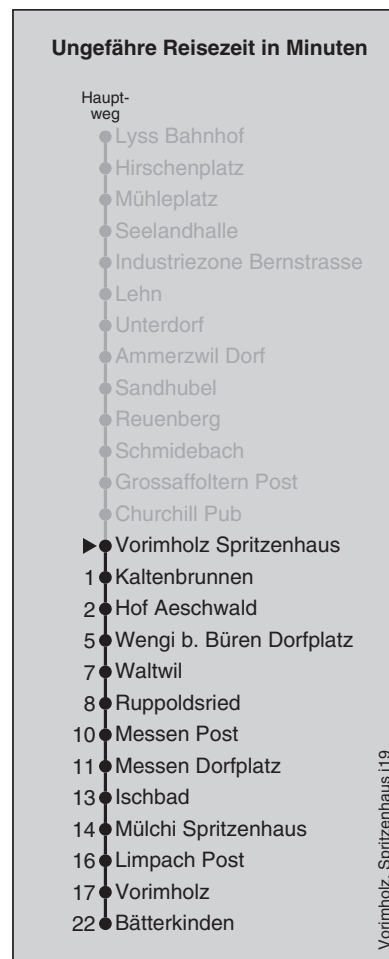 Ungefähre Reisezeit in Minuten
Haupt-
weg
Lyss Bahnhof
Hirschenplatz
Mühleplatz
Seelandhalle
Industriezone Bernstrasse
Lehn
Unterdorf
Ammerzwil Dorf
Sandhubel
Reuenberg
Schmidebach
Grossaffoltern Post
Churchill Pub
Vorimholz Spritzenhaus
1 Kaltenbrunnen
2 Hof Aeschwald
5 Wengi b. Büren Dorfplatz
7 Waltwil
8 Ruppoldsried
10 Messen Post
11 Messen Dorfplatz
13 Ischbad
14 Mülchi Spritzenhaus
16 Limpach Post
17 Vorimholz
22 Bätterkinden
Vorimholz, Spritzenhaus j19